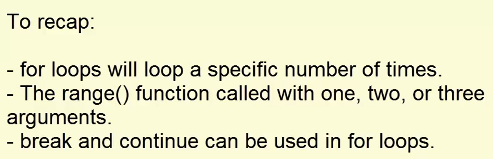 To recap:
- for loops will loop a specific number of times.
- The range() function called with one, two, or three
arguments.
- break and continue can be used in for loops.